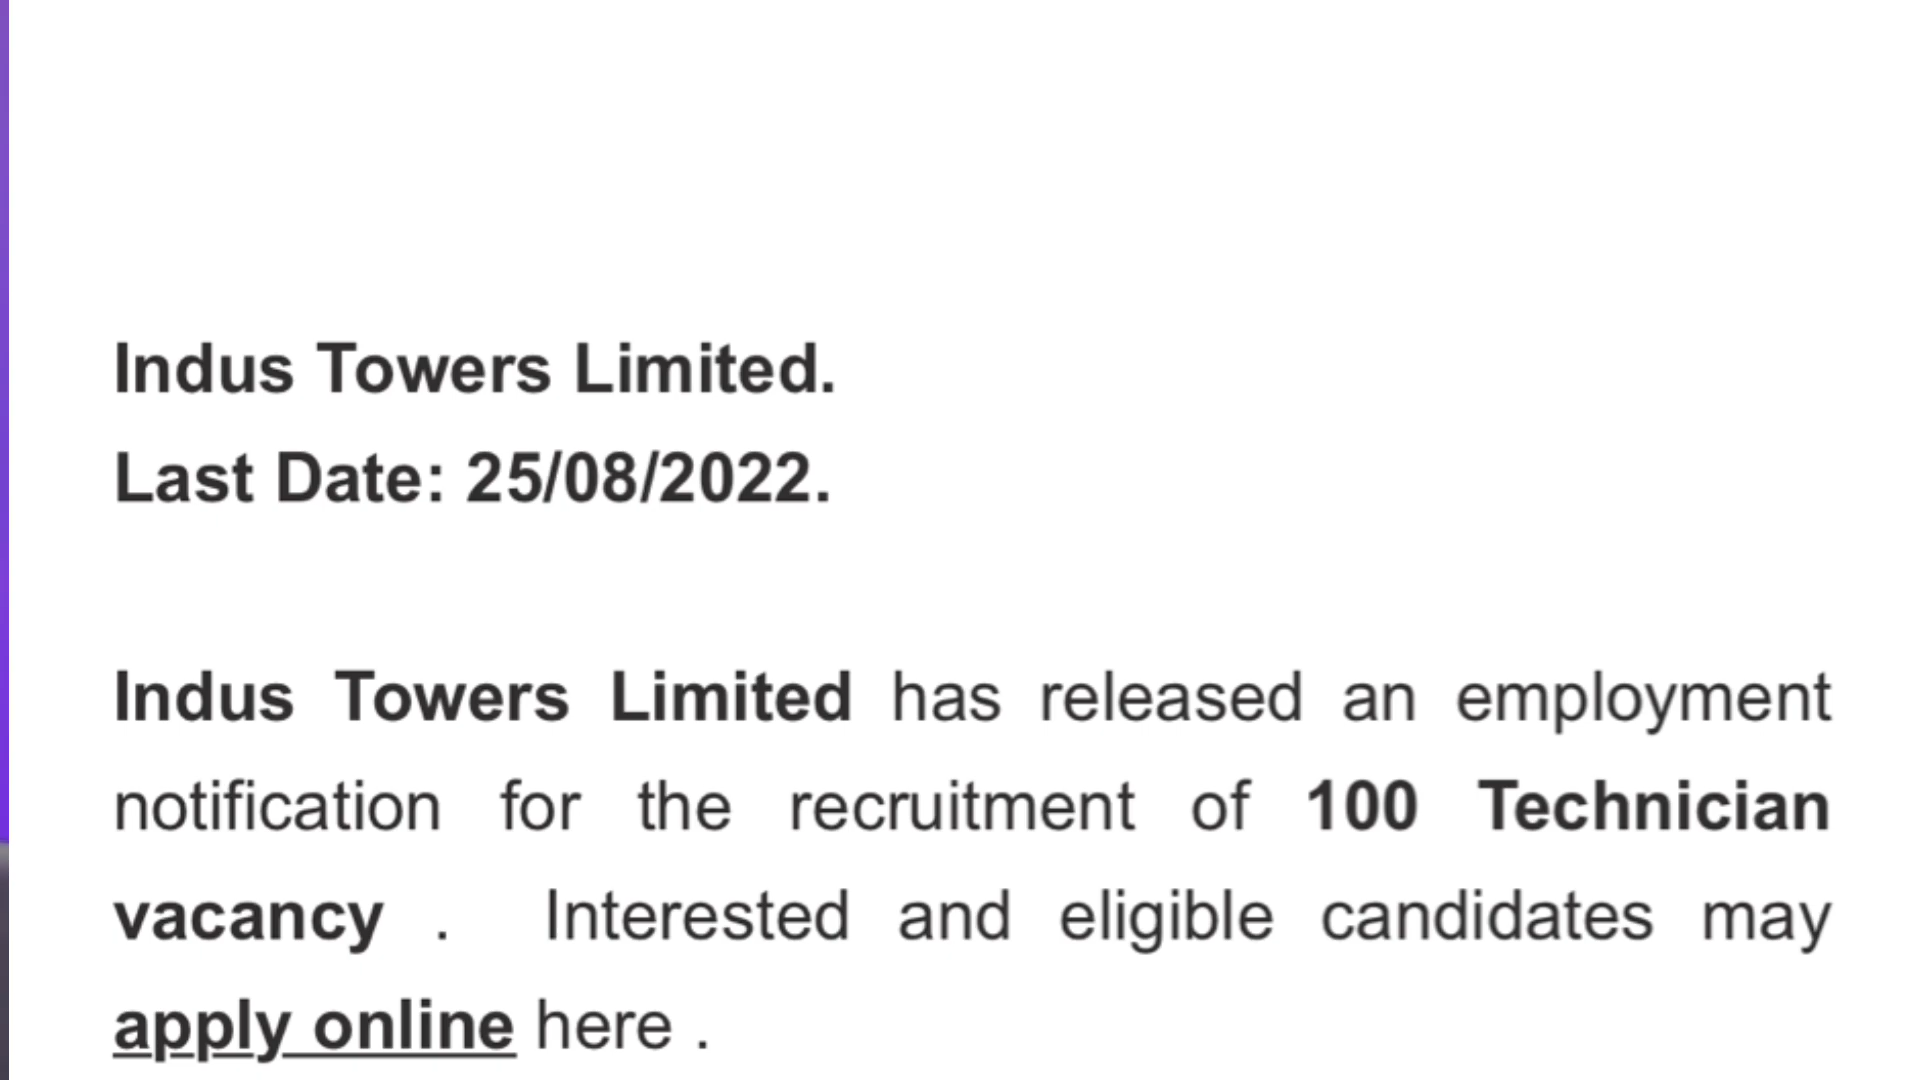 Indus Towers Limited.
Last Date: 25/08/2022.
Indus Towers Limited has released an employment
notification for the recruitment of 100 Technician
vacancy . Interested and eligible candidates may
apply online here .